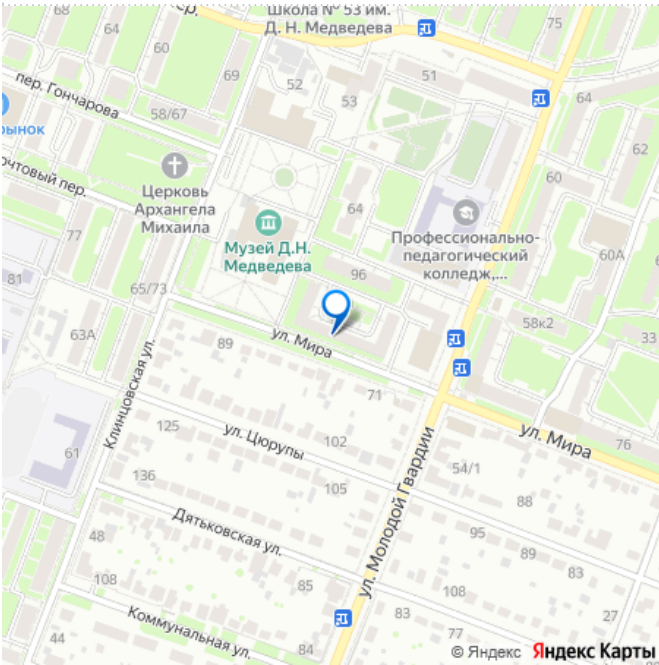 Школа № 53 им.
Д. Н. Медведева
ер.
75
64
60
69
52
51
53
64
пер. Гончарова
58/67
62
рынок
Церковь
Архангела
Михаила
очтовый пер.
60
64
Музей Д.Н.
Медведева
Профессионально-
педагогический
колледж,...
77
60А
96
81
65/73
58к2
33
63А
89
ул. Мира
71
Клинцовская ул.
ул. Мира
76
125
ул. Цюрупы
102
61
136
105
54/1
88
ул. Молодой Гвардии
Дятьковская ул.
95
48
89
83
108
85
108
83
27
Коммунальная ул.
77
44
84
© Яндекс Яндекс Карты